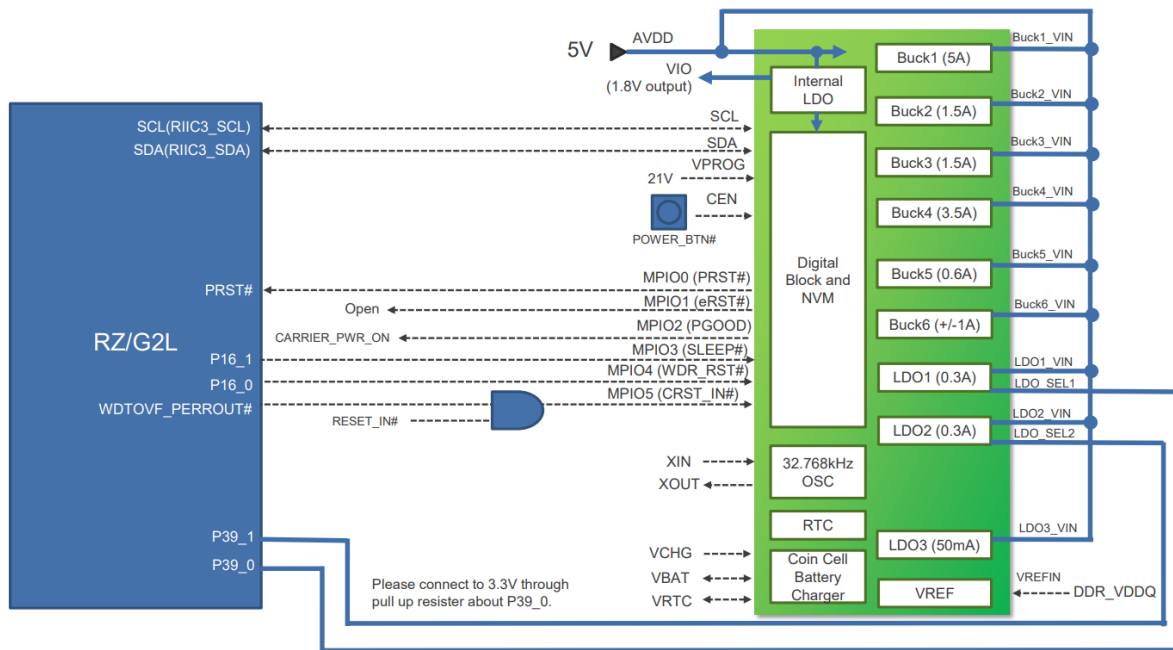 5V
AVDD
VIO
(1.8V output)
RZ/G2L
SCL(RIIC3_SCL)
SDA(RIIC3_SDA)
PRST#
P16_1
P16_0
WDTOVF_PERROUT#
P39_1
P39_0
SCL
SDA
VPROG
21V
CEN
POWER_BTN#
MPIO0 (PRST#)
MPIO1 (eRST#)
Open
MPIO2 (PGOOD)
CARRIER_PWR_ON
MPIO3 (SLEEP#)
MPIO4 (WDR_RST#)
MPIO5 (CRST_IN#)
RESET_IN#
XIN
XOUT
VCHG
VBAT
VRTC
Please connect to 3.3V through
pull up resister about P39_0.
Internal
LDO
Digital
Block and
NVM
32.768kHz
OSC
RTC
Coin Cell
Battery
Charger
Buck1 (5A)
Buck2 (1.5A)
Buck3 (1.5A)
Buck4 (3.5A)
Buck5 (0.6A)
Buck6 (+/-1A)
LDO1 (0.3A)
LDO2 (0.3A)
LDO3 (50mA)
VREF
Buck1_VIN
Buck2_VIN
Buck3_VIN
Buck4_VIN
Buck5_VIN
Buck6_VIN
LDO1_VIN
LDO_SEL1
LDO2_VIN
LDO_SEL2
LDO3_VIN
VREFIN
DDR_VDDQ